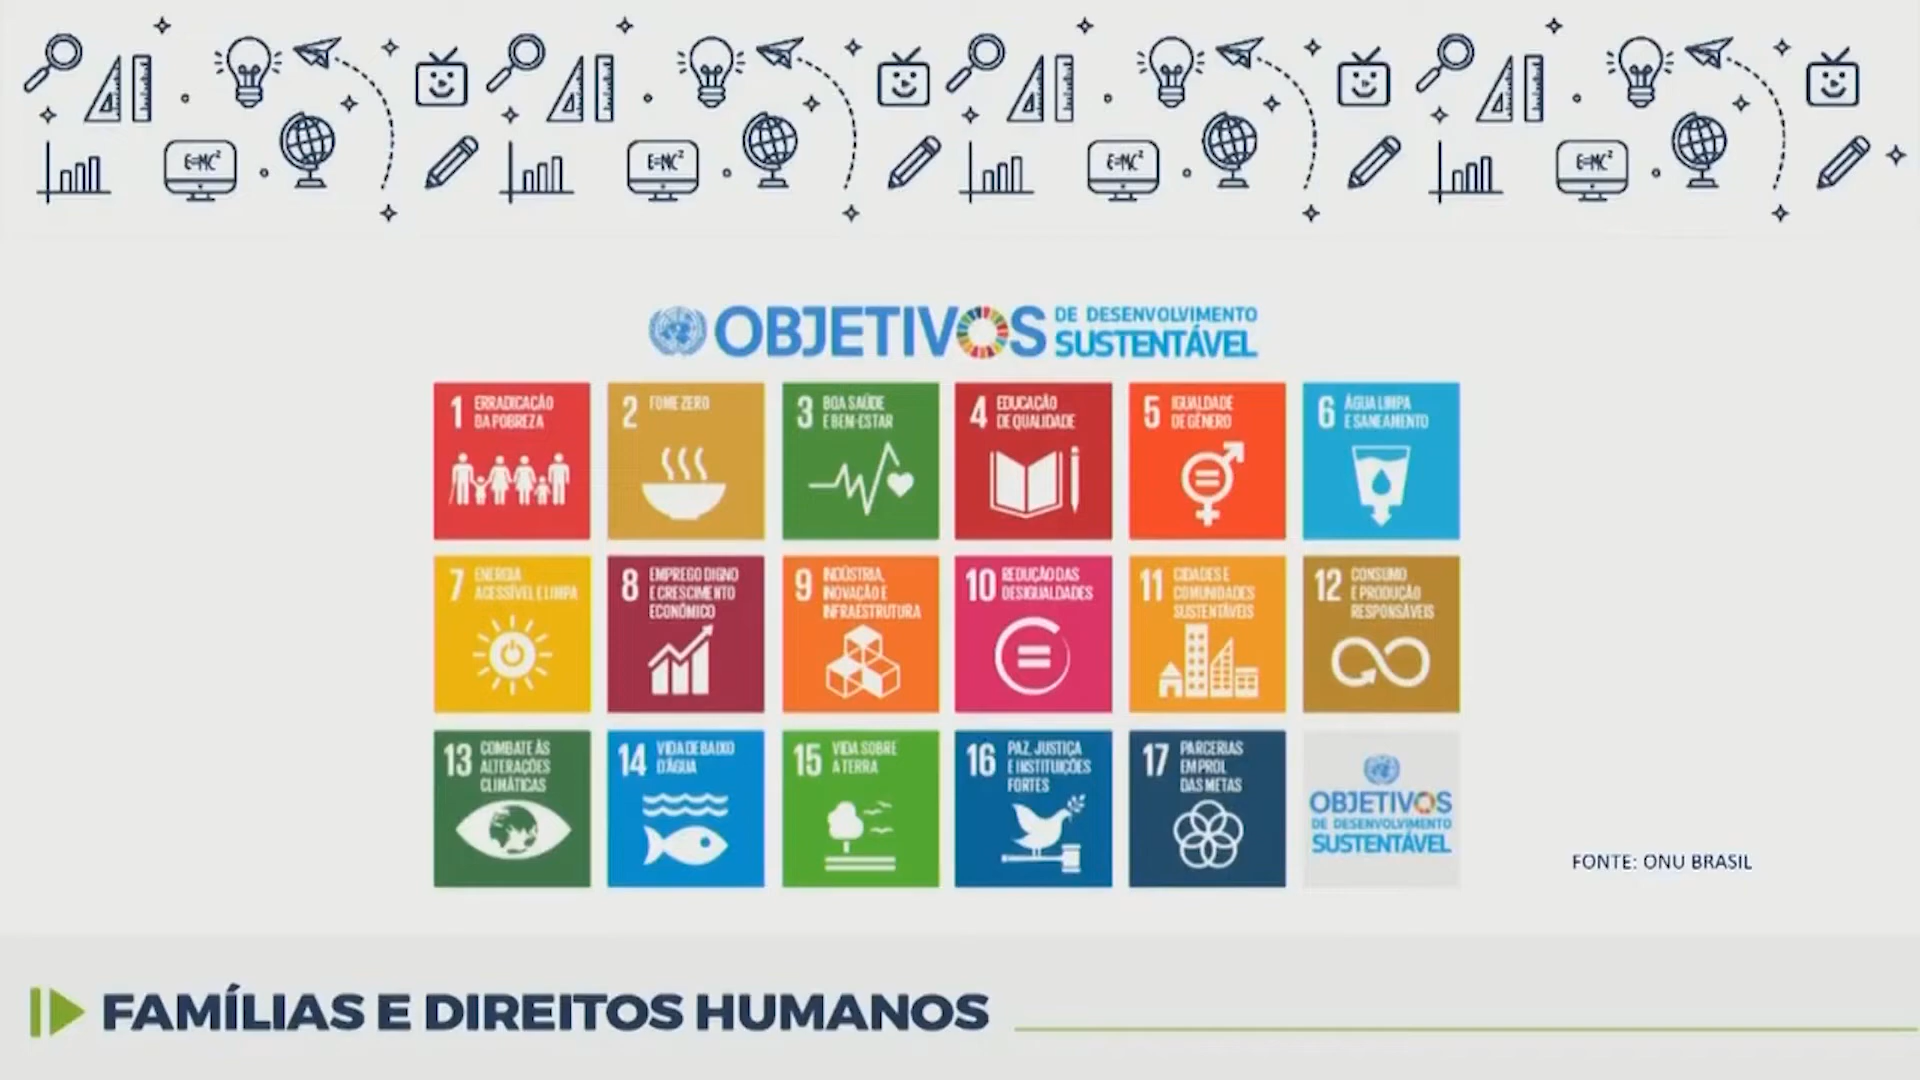 E=MC²
E=MC²
E=MC²
E=MC²
OBJETIVOS
DE DESENVOLVIMENTO
SUSTENTÁVEL
1 ERRADICAÇÃO
DA POBREZA
2 FOME ZERO
3 BOA SAÚDE
E BEM-ESTAR
4 EDUCAÇÃO
DE QUALIDADE
5 IGUALDADE
DE GÊNERO
6 ÁGUA LIMPA
E SANEAMENTO
7 ENERGIA
ACESSÍVEL E LIMPA
8 EMPREGO DIGNO
E CRESCIMENTO
ECONÔMICO
9 INDÚSTRIA,
INOVAÇÃO E
INFRAESTRUTURA
10 REDUÇÃO DAS
DESIGUALDADES
11 CIDADES E
COMUNIDADES
SUSTENTÁVEIS
12 CONSUMO
E PRODUÇÃO
RESPONSÁVEIS
13 COMBATE ÀS
ALTERAÇÕES
CLIMÁTICAS
14 VIDA DEBAIXO
D'ÁGUA
15 VIDA SOBRE
A TERRA
16 PAZ, JUSTIÇA
E INSTITUIÇÕES
FORTES
17 PARCERIAS
EM PROL
DAS METAS
OBJETIVOS
DE DESENVOLVIMENTO
SUSTENTÁVEL
FONTE: ONU BRASIL
FAMÍLIAS E DIREITOS HUMANOS